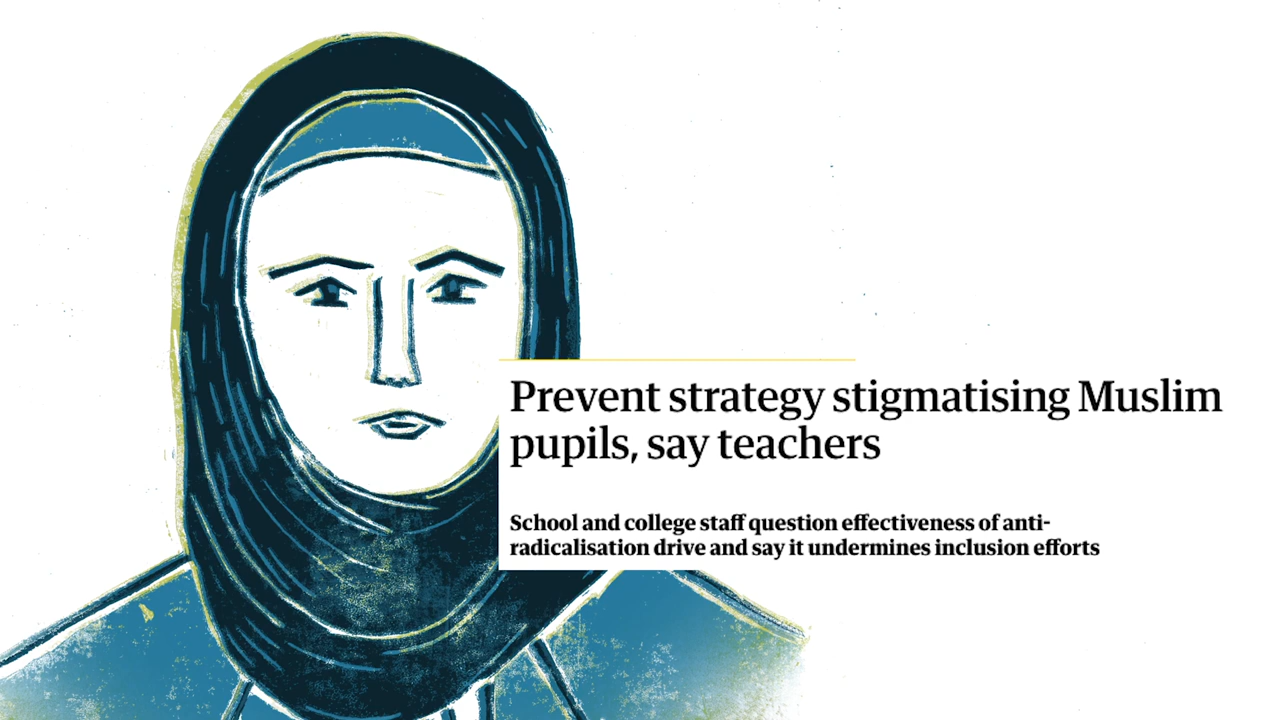 Prevent strategy stigmatising Muslim
pupils, say teachers
School and college staff question effectiveness of anti-
radicalisation drive and say it undermines inclusion efforts